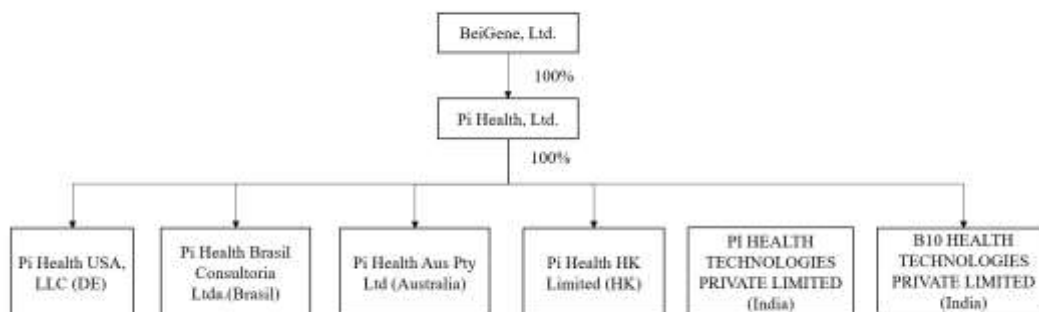 BeiGene, Ltd.
100%
Pi Health, Ltd.
100%
Pi Health USA,
LLC (DE)
Pi Health Brasil
Consultoria
Ltda.(Brasil)
Pi Health Aus Pty
Ltd (Australia)
Pi Health HK
Limited (HK)
PI HEALTH
TECHNOLOGIES
PRIVATE LIMITED
(India)
B10 HEALTH
TECHNOLOGIES
PRIVATE LIMITED
(India)